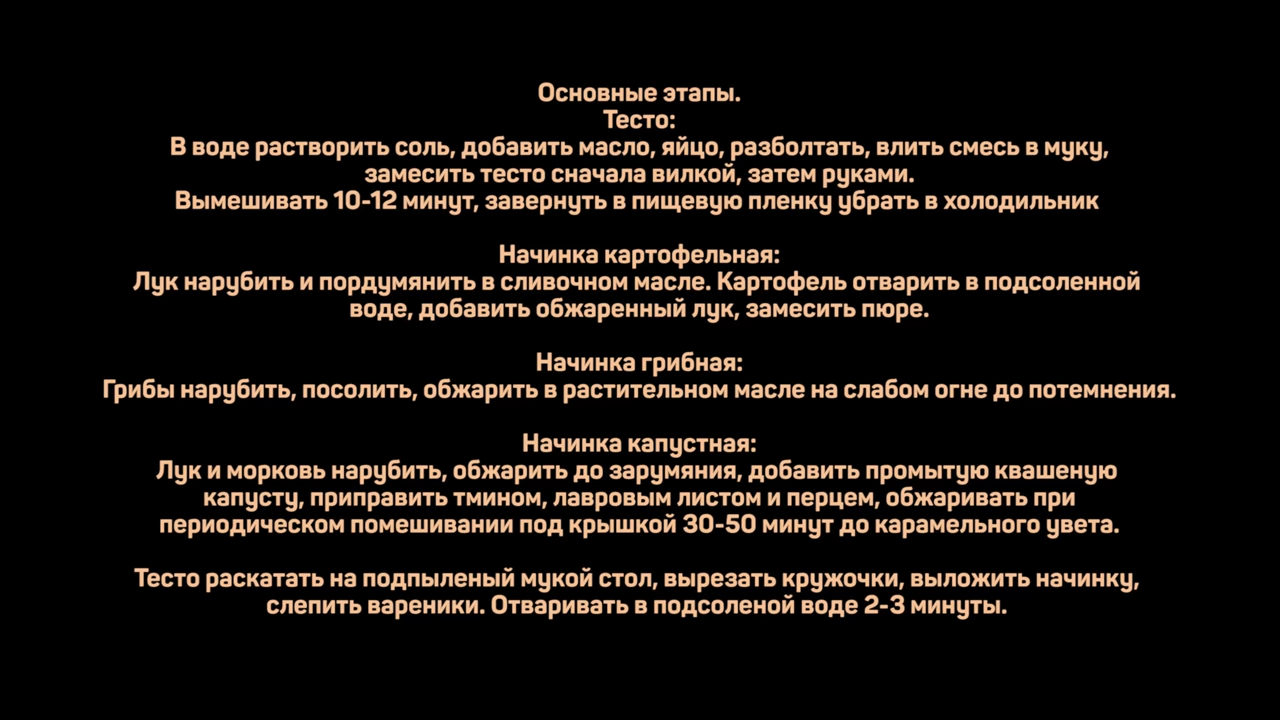 Основные этапы.
Тесто:
В воде растворить соль, добавить масло, яйцо, разболтать, влить смесь в муку,
замесить тесто сначала вилкой, затем руками.
Вымешивать 10-12 минут, завернуть в пищевую пленку убрать в холодильник
Начинка картофельная:
Лук нарубить и пордумянить в сливочном масле. Картофель отварить в подсоленной
воде, добавить обжаренный лук, замесить пюре.
Начинка грибная:
Грибы нарубить, посолить, обжарить в растительном масле на слабом огне до потемнения.
Начинка капустная:
Лук и морковь нарубить, обжарить до зарумяния, добавить промытую квашеную
капусту, приправить тмином, лавровым листом и перцем, обжаривать при
периодическом помешивании под крышкой 30-50 минут до карамельного увета.
Тесто раскатать на подпыленый мукой стол, вырезать кружочки, выложить начинку,
слепить вареники. Отваривать в подсоленой воде 2-3 минуты.